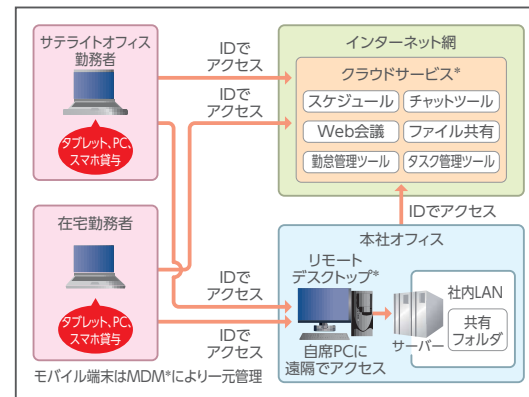 サテライトオフィス
勤務者
タブレット、PC、
スマホ貸与
IDで
アクセス
IDで
アクセス
インターネット網
クラウドサービス*
スケジュール
チャットツール
Web会議
ファイル共有
勤怠管理ツール
タスク管理ツール
IDでアクセス
在宅勤務者
タブレット、PC、
スマホ貸与
IDで
アクセス
IDで
アクセス
本社オフィス
リモート
デスクトップ*
自席PCに
遠隔でアクセス
サーバー
社内LAN
共有
フォルダ
モバイル端末はMDM*により一元管理